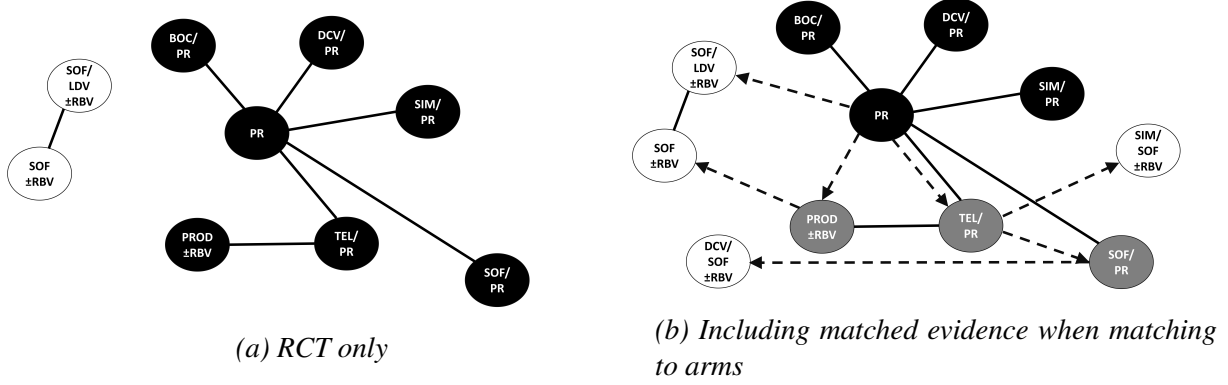 BOC/
PR
DCV/
PR
SOF/
LDV
±RBV
SIM/
PR
PR
SOF
±RBV
PROD
±RBV
TEL/
PR
SOF/
PR
(a) RCT only
BOC/
PR
DCV/
PR
SOF/
LDV
±RBV
SIM/
PR
PR
SOF
±RBV
SIM/
SOF
±RBV
PROD
±RBV
TEL/
PR
DCV/
SOF
±RBV
SOF/
PR
(b) Including matched evidence when matching
to arms